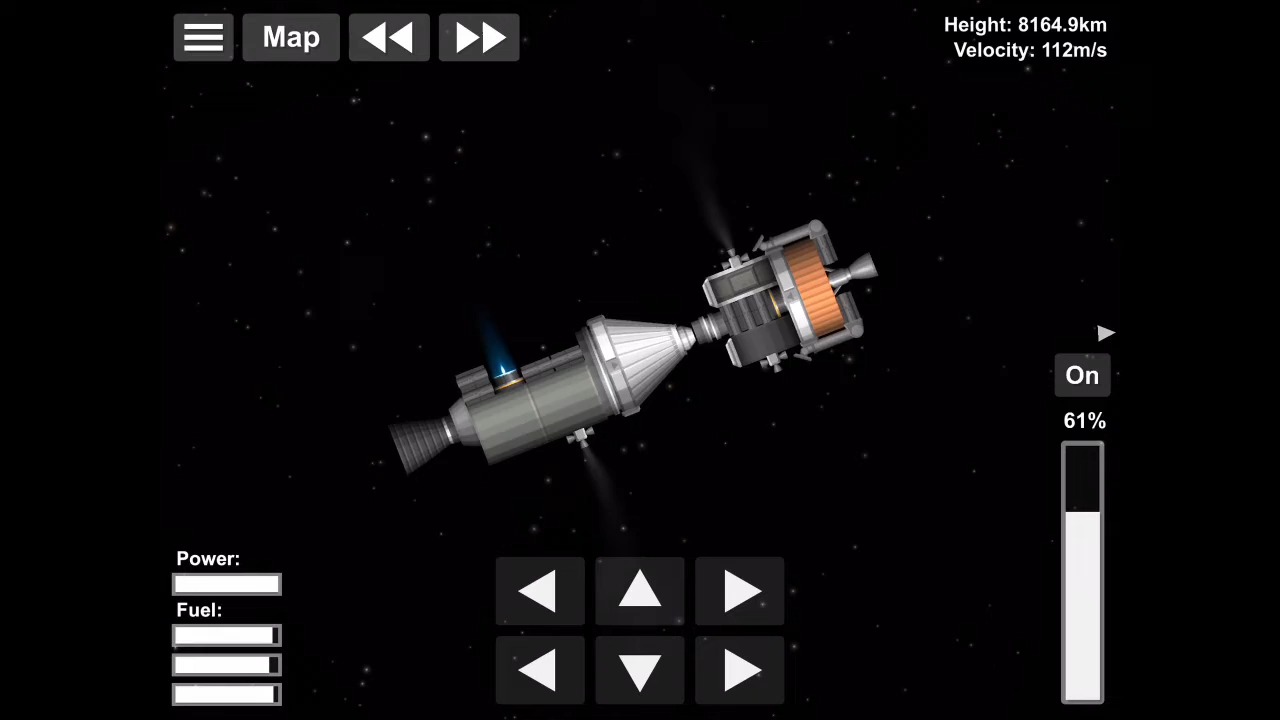 Map
Height: 8164.9km
Velocity: 112m/s
On
61%
Power:
Fuel: